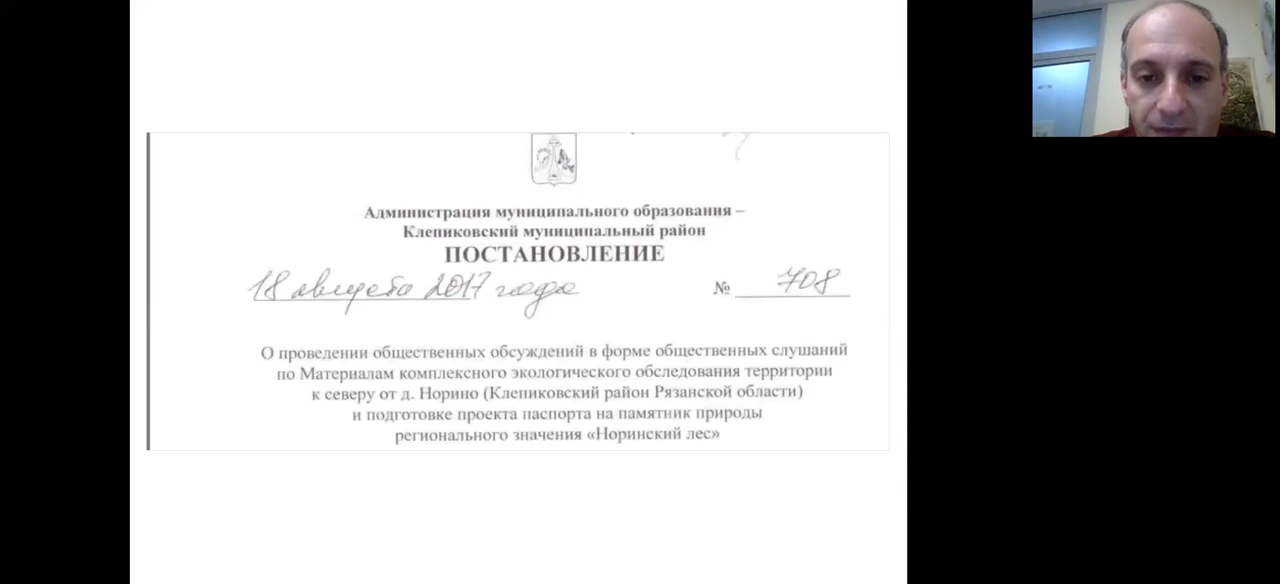 Администрация муниципального образования –
Клепиковский муниципальный район
ПОСТАНОВЛЕНИЕ
18 августа 2017 года № 708
О проведении общественных обсуждений в форме общественных слушаний
по Материалам комплексного экологического обследования территории
к северу от д. Норино (Клепиковский район Рязанской области)
и подготовке проекта паспорта на памятник природы
регионального значения «Норинский лес»